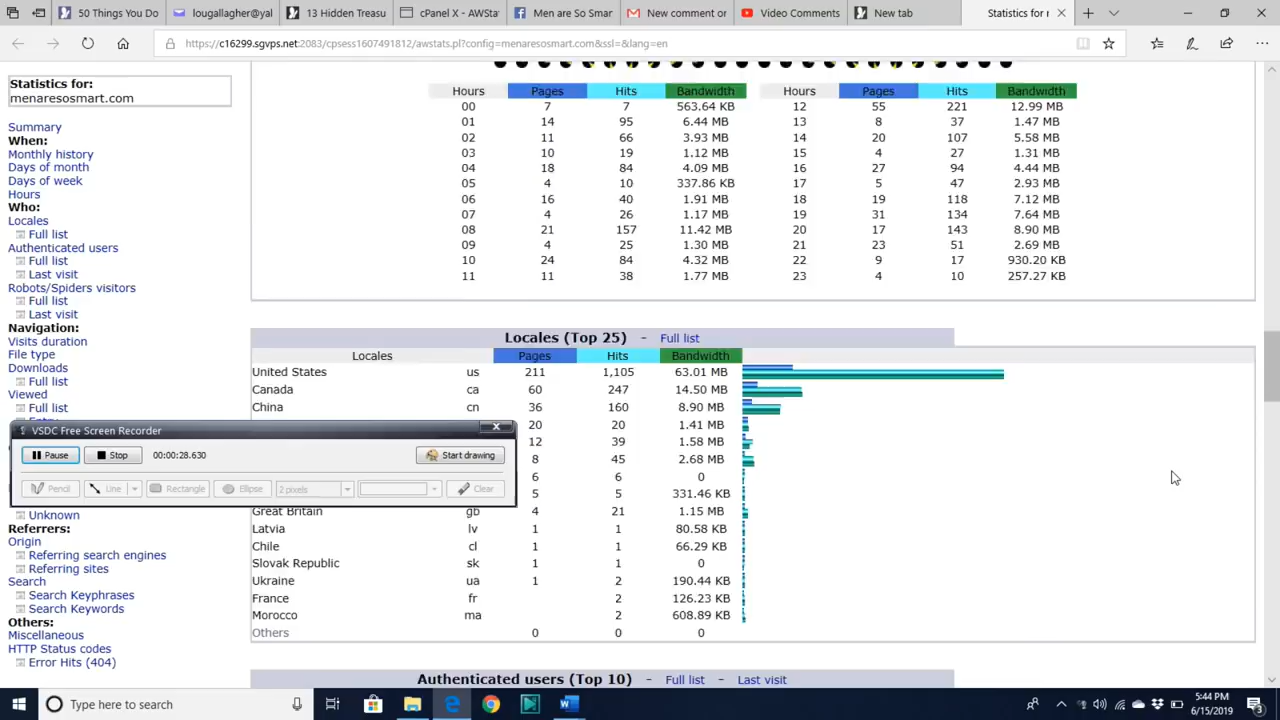 50 Things You Do
lougallagher@yal
13 Hidden Treasu
cPanel X - AWSta
Men are So Smar
New comment or
Video Comments
New tab
Statistics for m
https://c16299.sgvps.net:2083/cpsess1607491812/awstats.pl?config=menaresosmart.com&ssl=&lang=en
Statistics for:
menaresosmart.com
Summary
When:
Monthly history
Days of month
Days of week
Hours
Who:
Locales
Full list
Authenticated users
Full list
Last visit
Robots/Spiders visitors
Full list
Last visit
Navigation:
Visits duration
File type
Downloads
Full list
Viewed
Full list
Unknown
Referrers:
Origin
Referring search engines
Referring sites
Search
Search Keyphrases
Search Keywords
Others:
Miscellaneous
HTTP Status codes
Error Hits (404)
Hours Pages Hits Bandwidth Hours Pages Hits Bandwidth
00 7 7 563.64 KB 12 55 221 12.99 MB
01 14 95 6.44 MB 13 8 37 1.47 MB
02 11 66 3.93 MB 14 20 107 5.58 MB
03 10 19 1.12 MB 15 4 27 1.31 MB
04 18 84 4.09 MB 16 27 94 4.44 MB
05 4 10 337.86 KB 17 5 47 2.93 MB
06 16 40 1.91 MB 18 19 118 7.12 MB
07 4 26 1.17 MB 19 31 134 7.64 MB
08 21 157 11.42 MB 20 17 143 8.90 MB
09 4 25 1.30 MB 21 23 51 2.69 MB
10 24 84 4.32 MB 22 9 17 930.20 KB
11 11 38 1.77 MB 23 4 10 257.27 KB
Locales (Top 25) - Full list
Locales Pages Hits Bandwidth
United States us 211 1,105 63.01 MB
Canada ca 60 247 14.50 MB
China cn 36 160 8.90 MB
20 20 1.41 MB
12 39 1.58 MB
8 45 2.68 MB
6 6 0
5 5 331.46 KB
Great Britain gb 4 21 1.15 MB
Latvia lv 1 1 80.58 KB
Chile cl 1 1 66.29 KB
Slovak Republic sk 1 1 0
Ukraine ua 1 2 190.44 KB
France fr 2 126.23 KB
Morocco ma 2 608.89 KB
Others 0 0 0
Authenticated users (Top 10) - Full list - Last visit
VSDC Free Screen Recorder
Pause Stop 00:00:28.630 Start drawing
Pencil Line Rectangle Ellipse 2 pixels Clear
Type here to search
5:44 PM
6/15/2019
3